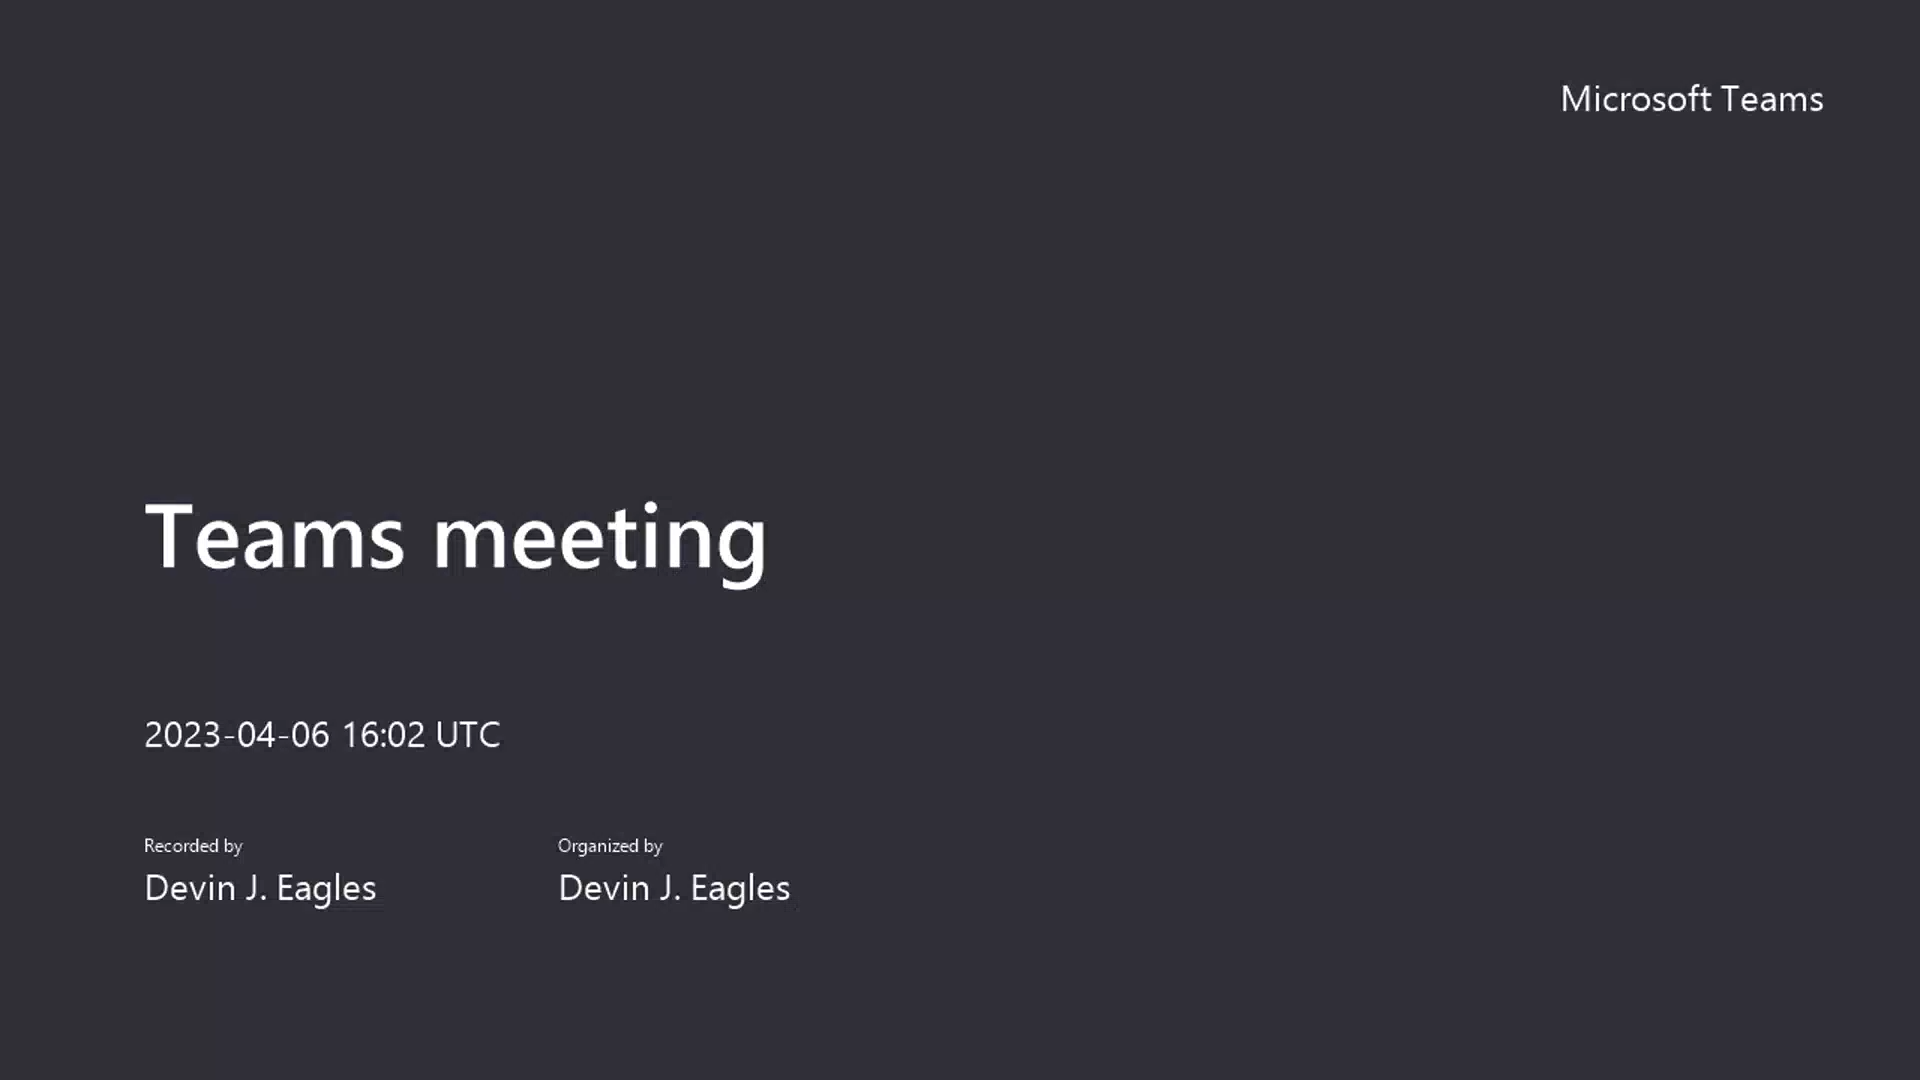 Microsoft Teams
Teams meeting
2023-04-06 16:02 UTC
Recorded by
Devin J. Eagles
Organized by
Devin J. Eagles